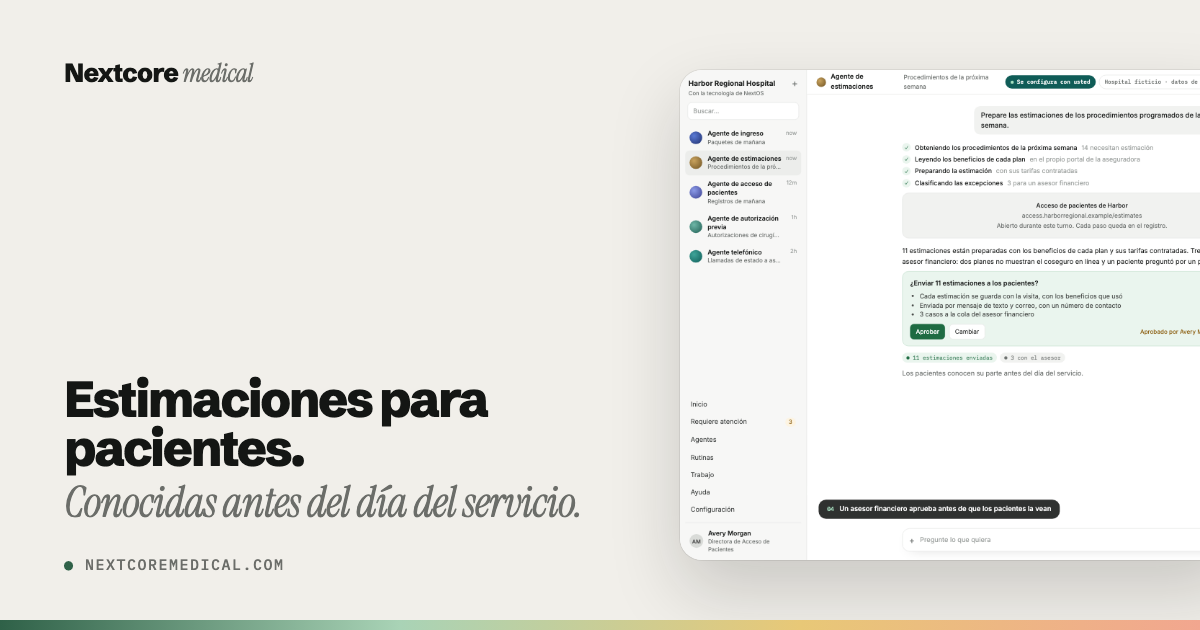 Nextcore medical
Estimaciones para
pacientes.
Conocidas antes del día del servicio.
NEXTCOREMEDICAL.COM
Harbor Regional Hospital +
Con la tecnología de NexIOS
Buscar...
Agente de ingreso now
Paquetes de mañana
Agente de estimaciones now
Procedimientos de la pró...
Agente de acceso de 12m
pacientes
Registros de mañana
Agente de autorización 1h
previa
Autorizaciones de cirugí...
Agente telefónico 2h
Llamadas de estado a as...
Inicio
Requiere atención 3
Agentes
Rutinas
Trabajo
Ayuda
Configuración
AM
Avery Morgan
Directora de Acceso de
Pacientes
Agente de
estimaciones
Procedimientos de la próxima
semana
Se configura con usted
Hospital ficticio · datos de
Prepare las estimaciones de los procedimientos programados de la
semana.
Obteniendo los procedimientos de la próxima semana 14 necesitan estimación
Leyendo los beneficios de cada plan en el propio portal de la aseguradora
Preparando la estimación con sus tarifas contratadas
Clasificando las excepciones 3 para un asesor financiero
Acceso de pacientes de Harbor
access.harborregional.example/estimates
Abierto durante este turno. Cada paso queda en el registro.
11 estimaciones están preparadas con los beneficios de cada plan y sus tarifas contratadas. Tre
asesor financiero: dos planes no muestran el coseguro en línea y un paciente preguntó por un p
¿Enviar 11 estimaciones a los pacientes?
• Cada estimación se guarda con la visita, con los beneficios que usó
• Enviada por mensaje de texto y correo, con un número de contacto
• 3 casos a la cola del asesor financiero
Aprobar Cambiar Aprobado por Avery M
11 estimaciones enviadas 3 con el asesor
Los pacientes conocen su parte antes del día del servicio.
04 Un asesor financiero aprueba antes de que los pacientes la vean
+ Pregunte lo que quiera